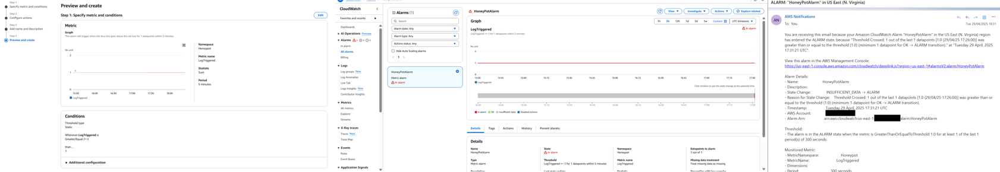 Step 1
Specify metric and conditions
Step 2
Configure actions
Step 3
Add name and description
Step 4
Preview and create
Preview and create
Step 1: Specify metric and conditions
Edit
Metric
Graph
This alarm will trigger when the blue line goes above the red line for 1 datapoints within 5 minutes.
No unit
2
1
1
0
15:30
16:00
16:30
17:00
17:30
18:00
LogTriggered
Namespace
Honeypot
Metric name
LogTriggered
Statistic
Sum
Period
5 minutes
Conditions
Threshold type
Static
Whenever LogTriggered is
Greater/Equal (>=)
than...
1
Additional configuration
CloudWatch
Favorites and recents
Dashboards
AI Operations Preview
Alarms
In alarm
All alarms
Billing
Logs
Log groups New
Log Anomalies
Live Tail
Logs Insights New
Contributor Insights
Metrics
All metrics
Explorer
Streams
X-Ray traces
Traces New
Trace Map
Events
Rules
Event Buses
Application Signals
Alarms (1)
Search
Alarm state: Any
Alarm type: Any
Actions status: Any
Hide Auto Scaling alarms
1
HoneyPotAlarm
Metric alarm
In alarm
HoneyPotAlarm
View
Investigate
Actions
Explore related
Graph
1h 3h 12h 1d 3d 1w Custom UTC timezone
LogTriggered
In alarm
LogTriggered >= 1 for 1 datapoints within 5 minutes
No unit
2
1
0
14:30 14:45 15:00 15:15 15:30 15:45 16:00 16:15 16:30 16:45 17:00 17:15 17:30
LogTriggered
Click timeline to see the state change at the selected time.
14:30 14:45 15:00 15:15 15:30 15:45 16:00 16:15 16:30 16:45 17:00 17:15 17:30
In alarm OK Insufficient data Disabled actions
Details Tags Actions History Parent alarms
Details
Name
HoneyPotAlarm
Type
Metric alarm
State
In alarm
Threshold
LogTriggered >= 1 for 1 datapoints within 5 minutes
Namespace
Honeypot
Metric name
LogTriggered
Datapoints to alarm
1 out of 1
Missing data treatment
Treat missing data as missing
ALARM: "HoneyPotAlarm" in US East (N. Virginia)
AN
AWS Notifications
To: You
Tue 29/04/2025 18:31
You are receiving this email because your Amazon CloudWatch Alarm "HoneyPotAlarm" in the US East (N. Virginia) region
has entered the ALARM state, because "Threshold Crossed: 1 out of the last 1 datapoints [1.0 (29/04/25 17:26:00)] was
greater than or equal to the threshold (1.0) (minimum 1 datapoint for OK -> ALARM transition)." at "Tuesday 29 April, 2025
17:31:21 UTC".
View this alarm in the AWS Management Console:
https://us-east-1.console.aws.amazon.com/cloudwatch/deeplink.js?region=us-east-1#alarmsV2:alarm/HoneyPotAlarm
Alarm Details:
- Name: HoneyPotAlarm
- Description:
- State Change: INSUFFICIENT_DATA -> ALARM
- Reason for State Change: Threshold Crossed: 1 out of the last 1 datapoints [1.0 (29/04/25 17:26:00)] was greater than or
equal to the threshold (1.0) (minimum 1 datapoint for OK -> ALARM transition).
- Timestamp: Tuesday 29 April, 2025 17:31:21 UTC
- AWS Account:
- Alarm Arn: arn:aws:cloudwatch:us-east-1: alarm:HoneyPotAlarm
Threshold:
- The alarm is in the ALARM state when the metric is GreaterThanOrEqualToThreshold 1.0 for at least 1 of the last 1
period(s) of 300 seconds.
Monitored Metric:
- MetricNamespace: Honeypot
- MetricName: LogTriggered
- Dimensions:
- Period: 300 seconds